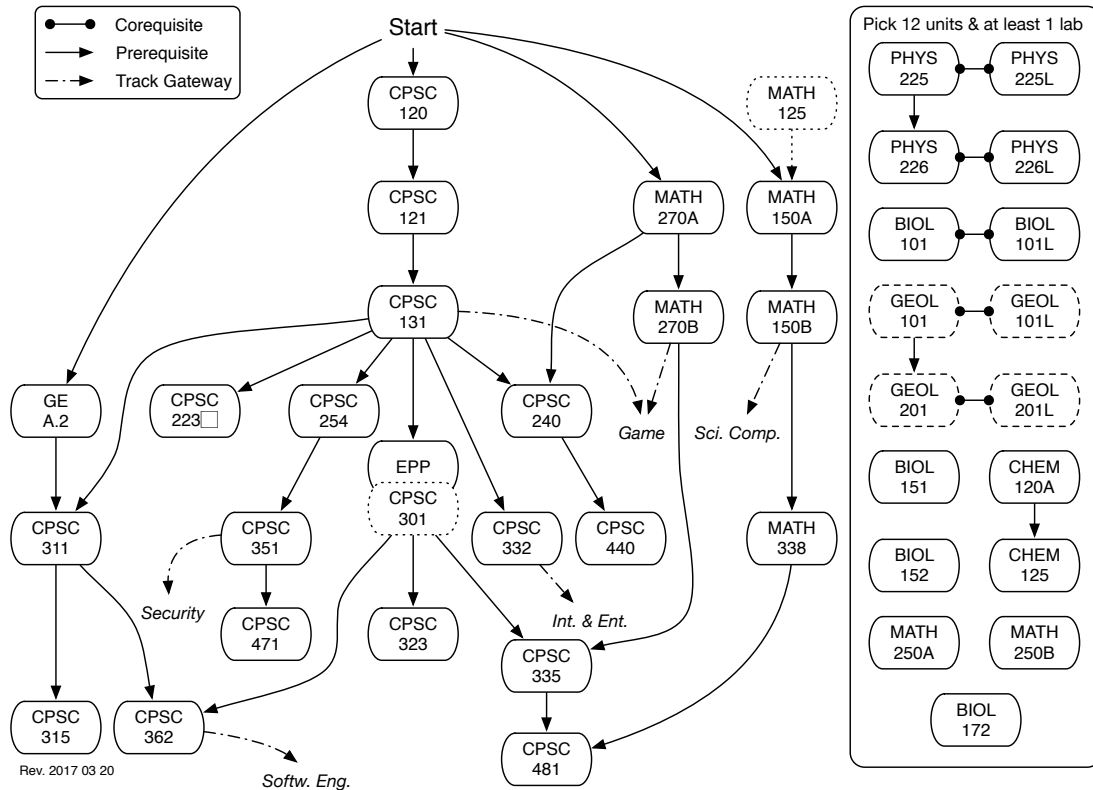 Corequisite
Prerequisite
Track Gateway
Start
CPSC
120
MATH
125
CPSC
121
MATH
270A
MATH
150A
CPSC
131
MATH
270B
MATH
150B
GE
A.2
CPSC
223
CPSC
254
CPSC
240
Game
Sci. Comp.
EPP
CPSC
301
CPSC
311
CPSC
351
CPSC
332
CPSC
440
MATH
338
Security
CPSC
471
CPSC
323
Int. & Ent.
CPSC
335
CPSC
315
CPSC
362
CPSC
481
Rev. 2017 03 20
Softw. Eng.
Pick 12 units & at least 1 lab
PHYS
225
PHYS
225L
PHYS
226
PHYS
226L
BIOL
101
BIOL
101L
GEOL
101
GEOL
101L
GEOL
201
GEOL
201L
BIOL
151
CHEM
120A
BIOL
152
CHEM
125
MATH
250A
MATH
250B
BIOL
172